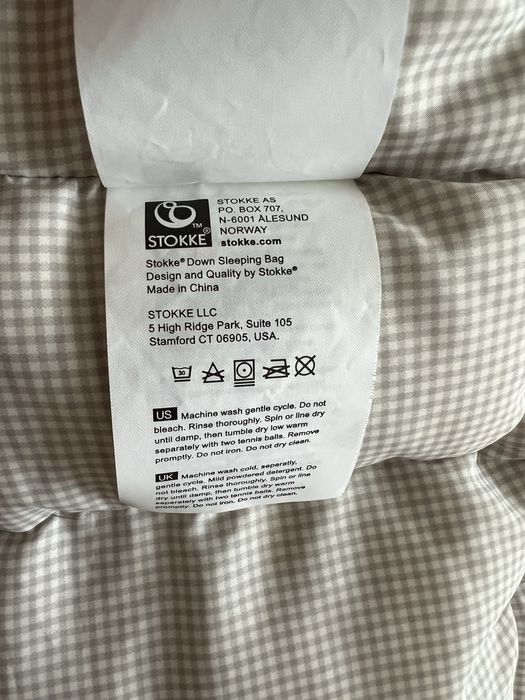 STOKKE AS
PO. BOX 707,
N-6001 ÅLESUND
NORWAY
stokke.com
STOKKE® ™
Stokke® Down Sleeping Bag
Design and Quality by Stokke®
Made in China
STOKKE LLC
5 High Ridge Park, Suite 105
Stamford CT 06905, USA.
30
US Machine wash gentle cycle. Do not
bleach. Rinse thoroughly. Spin or line dry
until damp, then tumble dry low warm
separately with two tennis balls. Remove
promptly. Do not iron. Do not dry clean.
UK Machine wash cold, seperatly,
gentle cycle. Mild powdered detergent. Do
not bleach. Rinse thoroughly. Spin or line
dry until damp, then tumble dry warm
separately with two tennis balls. Remove
promptly. Do not iron. Do not dry clean.